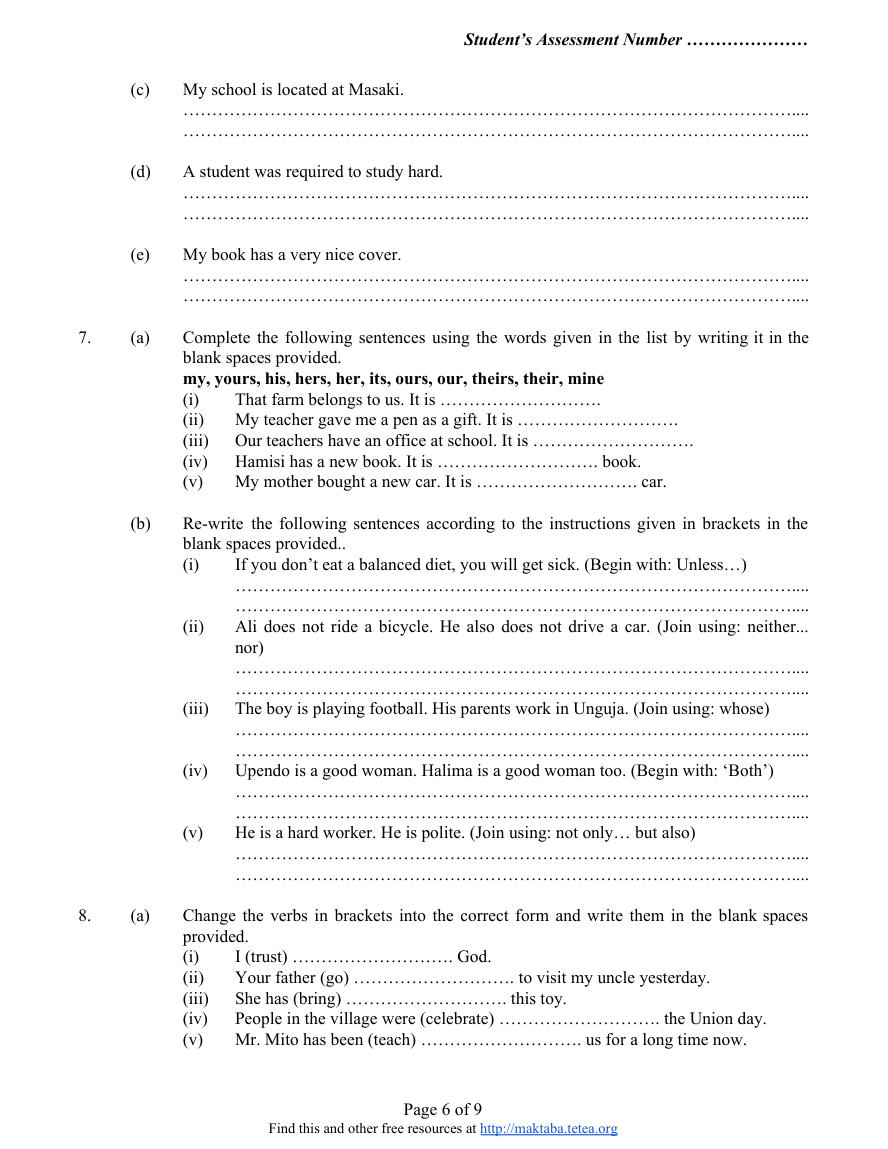 Student’s Assessment Number …………………
(c) My school is located at Masaki.
…………………………………………………………………………………………....
…………………………………………………………………………………………....
(d) A student was required to study hard.
…………………………………………………………………………………………....
…………………………………………………………………………………………....
(e) My book has a very nice cover.
…………………………………………………………………………………………....
…………………………………………………………………………………………....
7. (a) Complete the following sentences using the words given in the list by writing it in the
blank spaces provided.
my, yours, his, hers, her, its, ours, our, theirs, their, mine
(i) That farm belongs to us. It is ……………………….
(ii) My teacher gave me a pen as a gift. It is ……………………….
(iii) Our teachers have an office at school. It is ……………………….
(iv) Hamisi has a new book. It is ………………………. book.
(v) My mother bought a new car. It is ………………………. car.
(b) Re-write the following sentences according to the instructions given in brackets in the
blank spaces provided..
(i) If you don’t eat a balanced diet, you will get sick. (Begin with: Unless…)
…………………………………………………………………………………....
…………………………………………………………………………………....
(ii) Ali does not ride a bicycle. He also does not drive a car. (Join using: neither...
nor)
…………………………………………………………………………………....
…………………………………………………………………………………....
(iii) The boy is playing football. His parents work in Unguja. (Join using: whose)
…………………………………………………………………………………....
…………………………………………………………………………………....
(iv) Upendo is a good woman. Halima is a good woman too. (Begin with: ‘Both’)
…………………………………………………………………………………....
…………………………………………………………………………………....
(v) He is a hard worker. He is polite. (Join using: not only… but also)
…………………………………………………………………………………....
…………………………………………………………………………………....
8. (a) Change the verbs in brackets into the correct form and write them in the blank spaces
provided.
(i) I (trust) ………………………. God.
(ii) Your father (go) ………………………. to visit my uncle yesterday.
(iii) She has (bring) ………………………. this toy.
(iv) People in the village were (celebrate) ………………………. the Union day.
(v) Mr. Mito has been (teach) ………………………. us for a long time now.
Page 6 of 9
Find this and other free resources at http://maktaba.tetea.org